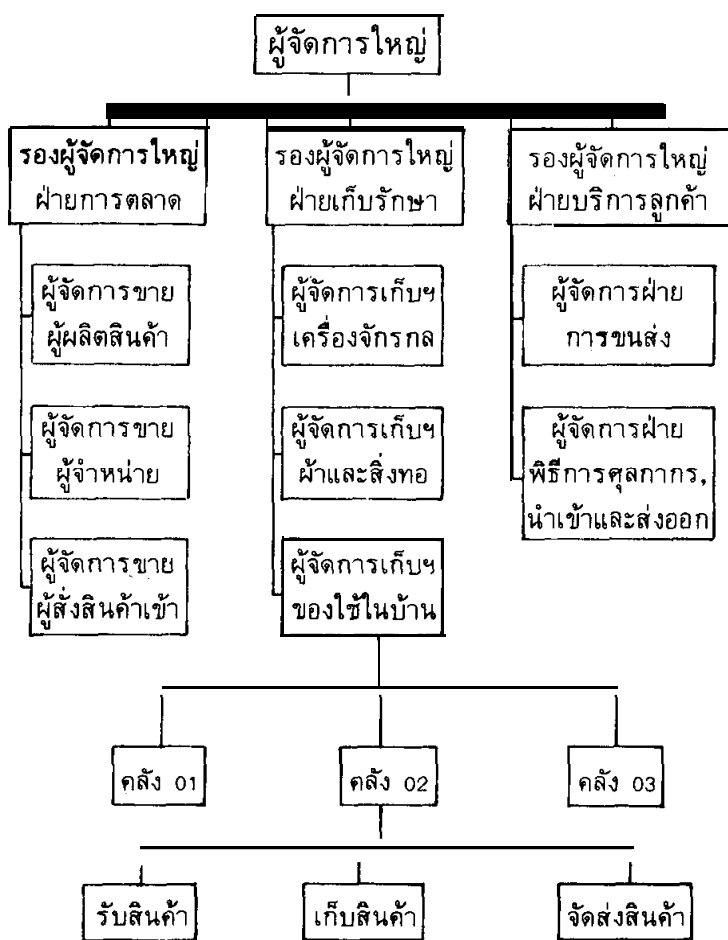 ผู้จัดการใหญ่
รองผู้จัดการใหญ่
ฝ่ายการตลาด
รองผู้จัดการใหญ่
ฝ่ายเก็บรักษา
รองผู้จัดการใหญ่
ฝ่ายบริการลูกค้า
ผู้จัดการขาย
ผู้ผลิตสินค้า
ผู้จัดการเก็บฯ
เครื่องจักรกล
ผู้จัดการฝ่าย
การขนส่ง
ผู้จัดการขาย
ผู้จำหน่าย
ผู้จัดการเก็บฯ
ผ้าและสิ่งทอ
ผู้จัดการฝ่าย
พิธีการศุลกากร,
นำเข้าและส่งออก
ผู้จัดการขาย
ผู้สั่งสินค้าเข้า
ผู้จัดการเก็บฯ
ของใช้ในบ้าน
คลัง 01
คลัง 02
คลัง 03
รับสินค้า
เก็บสินค้า
จัดส่งสินค้า